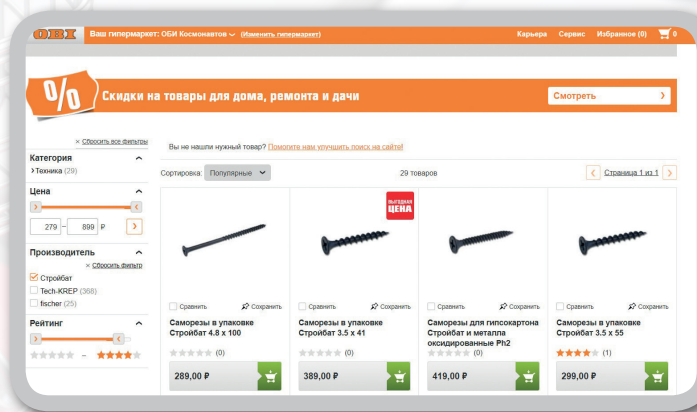 OBI
Ваш гипермаркет: ОБИ Космонавтов (Изменить гипермаркет)
Карьера Сервис Избранное (0) 0
% Скидки на товары для дома, ремонта и дачи
Смотреть
× Сбросить все фильтры
Вы не нашли нужный товар? Помогите нам улучшить поиск на сайте!
Категория
Техника (29)
Сортировка: Популярные
29 товаров
Страница 1 из 1
Цена
279 – 899 ₽
Производитель
× Сбросить фильтр
Стройбат
Tech-KREP (368)
fischer (25)
Рейтинг
–
ВЫГОДНАЯ
ЦЕНА
Сравнить Сохранить
Сравнить Сохранить
Сравнить Сохранить
Сравнить Сохранить
Саморезы в упаковке
Стройбат 4.8 x 100
(0)
289,00 ₽
Саморезы в упаковке
Стройбат 3.5 x 41
(0)
389,00 ₽
Саморезы для гипсокартона
Стройбат и металла
оксидированные Ph2
(0)
419,00 ₽
Саморезы в упаковке
Стройбат 3.5 x 55
(1)
299,00 ₽